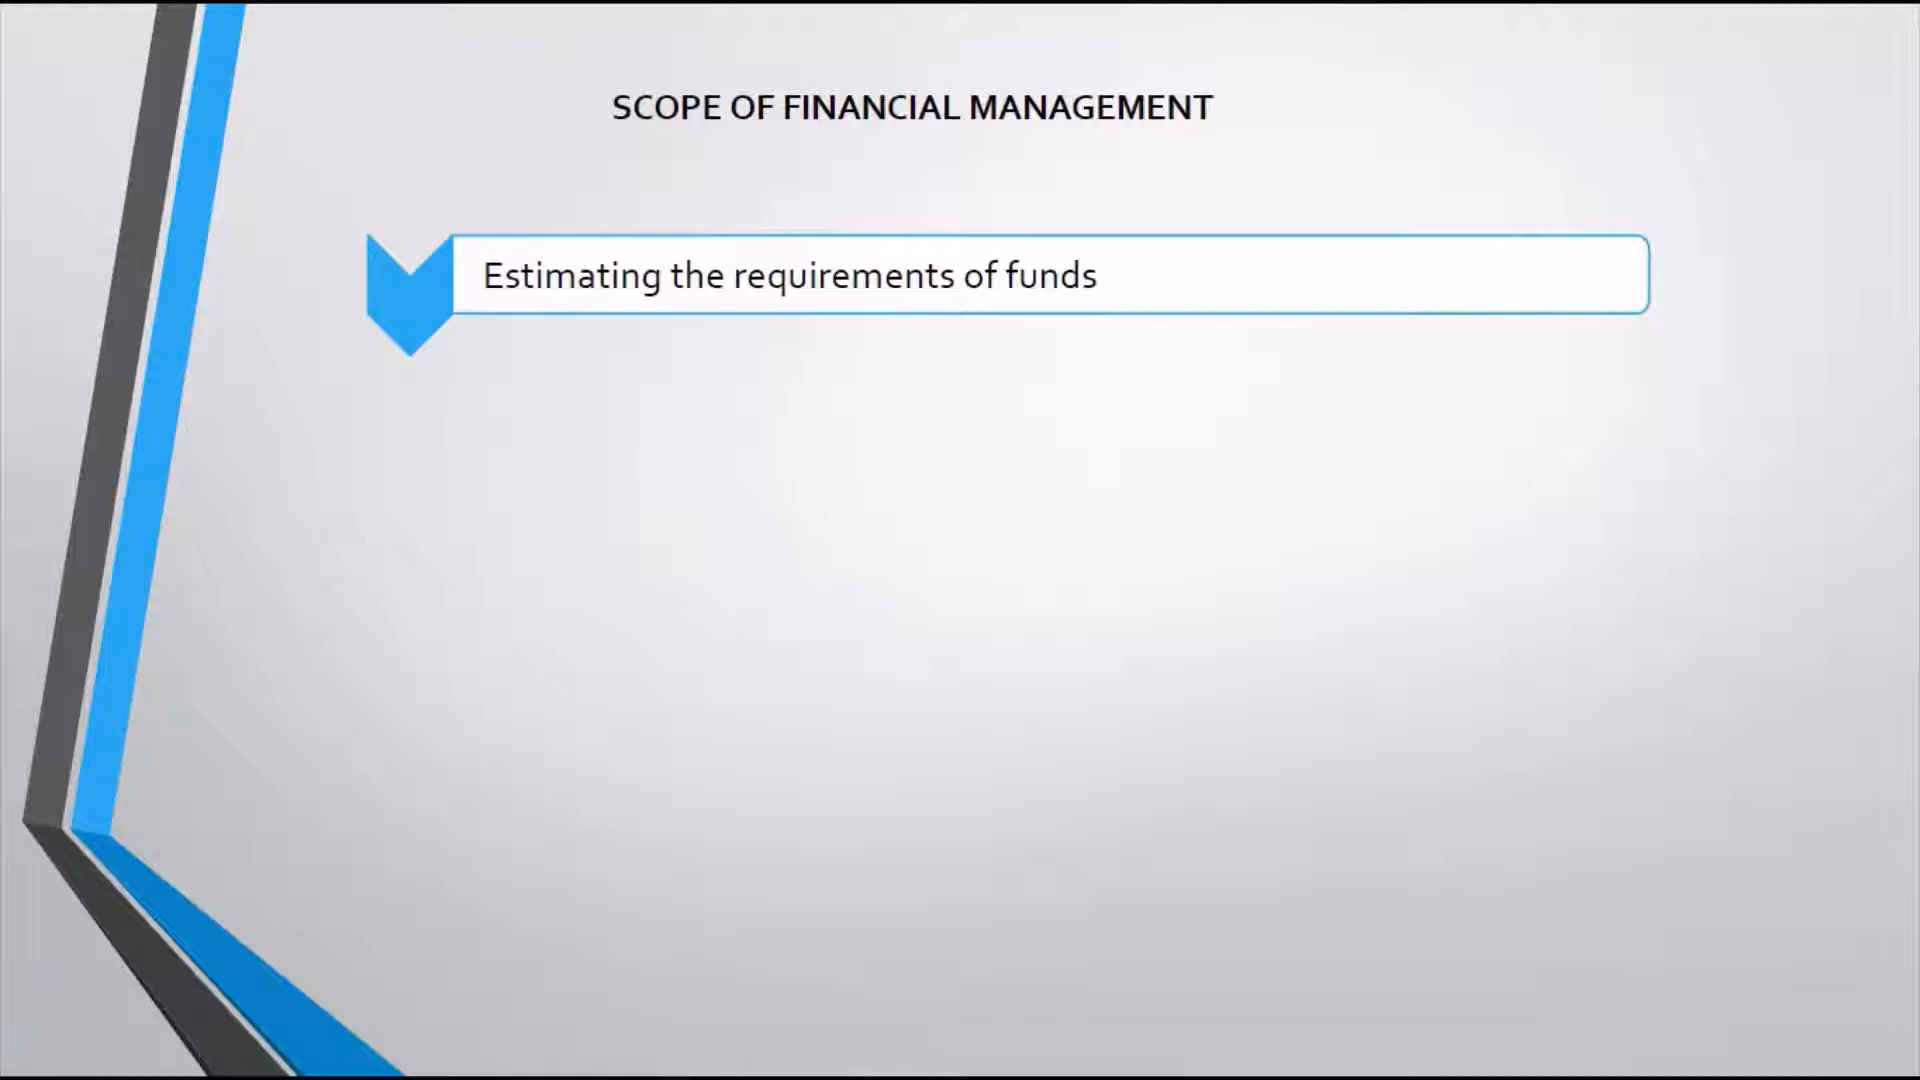 SCOPE OF FINANCIAL MANAGEMENT
Estimating the requirements of funds